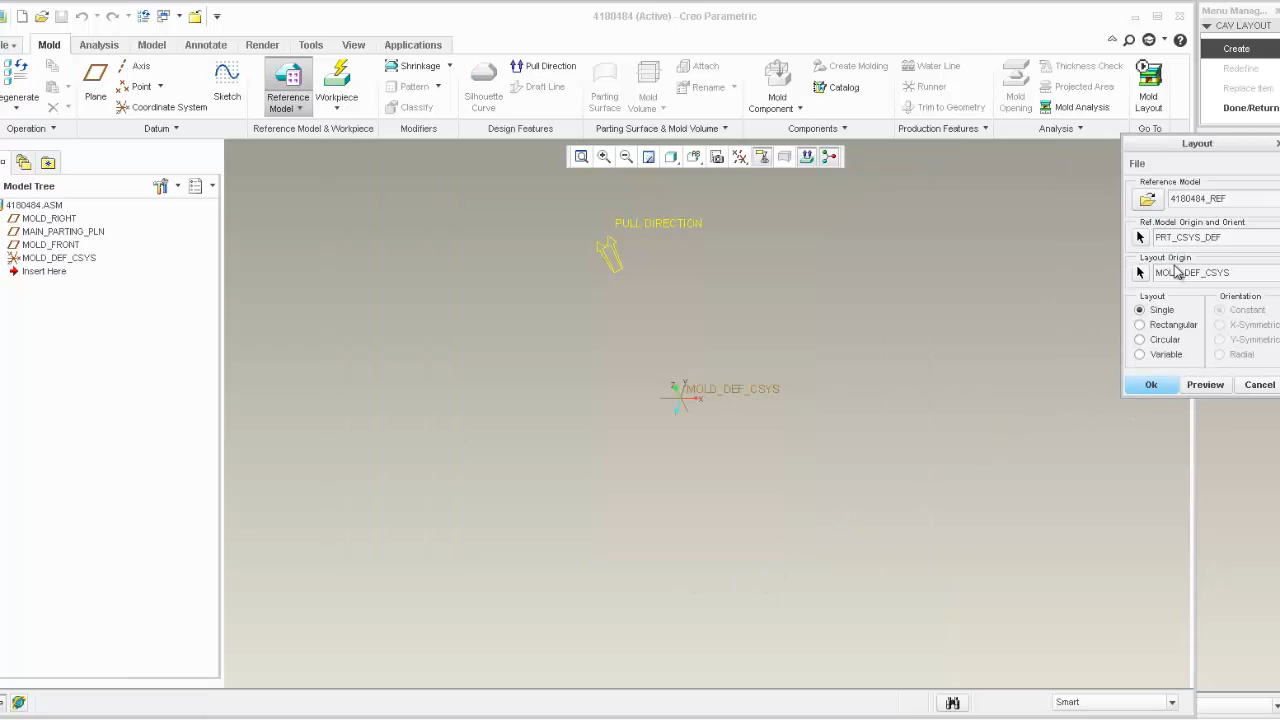 4180484 (Active) - Creo Parametric
Menu Manag...
CAV LAYOUT
Create
Redefine
Replace Item
Done/Return
le Mold Analysis Model Annotate Render Tools View Applications
egenerate
Plane
Axis
Point
Coordinate System
Sketch
Reference Model
Workpiece
Shrinkage
Pattern
Classify
Silhouette Curve
Pull Direction
Draft Line
Parting Surface
Mold Volume
Attach
Rename
Mold Component
Create Molding
Catalog
Water Line
Runner
Trim to Geometry
Mold Opening
Thickness Check
Projected Area
Mold Analysis
Mold Layout
Operation Datum Reference Model & Workpiece Modifiers Design Features Parting Surface & Mold Volume Components Production Features Analysis Go To
Model Tree
4180484.ASM
MOLD_RIGHT
MAIN_PARTING_PLN
MOLD_FRONT
MOLD_DEF_CSYS
Insert Here
PULL DIRECTION
Z Y
MOLD_DEF_CSYS
X
Layout
File
Reference Model
4180484_REF
Ref.Model Origin and Orient
PRT_CSYS_DEF
Layout Origin
MOLD_DEF_CSYS
Layout Orientation
Single Constant
Rectangular X-Symmetric
Circular Y-Symmetric
Variable Radial
Ok Preview Cancel
Smart